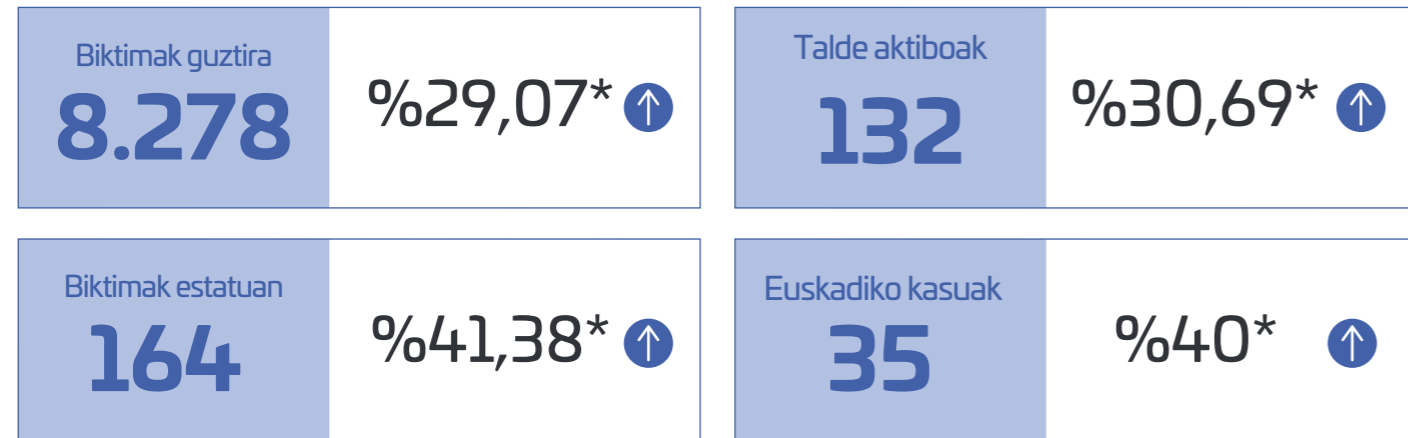 Biktimak guztira
8.278
%29,07*
Talde aktiboak
132
%30,69*
Biktimak estatuan
164
%41,38*
Euskadiko kasuak
35
%40*